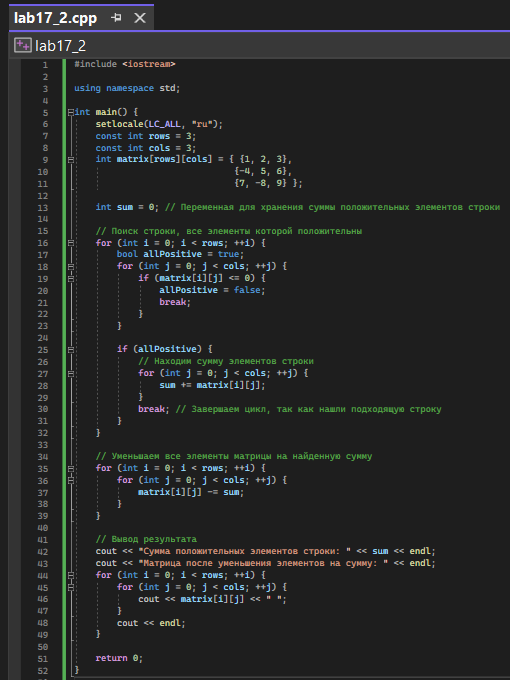 lab17_2.cpp
lab17_2
1 #include <iostream>
2
3 using namespace std;
4
5 int main() {
6 setlocale(LC_ALL, "ru");
7 const int rows = 3;
8 const int cols = 3;
9 int matrix[rows][cols] = { {1, 2, 3},
10 {-4, 5, 6},
11 {7, -8, 9} };
12
13 int sum = 0; // Переменная для хранения суммы положительных элементов строки
14
15 // Поиск строки, все элементы которой положительны
16 for (int i = 0; i < rows; ++i) {
17 bool allPositive = true;
18 for (int j = 0; j < cols; ++j) {
19 if (matrix[i][j] <= 0) {
20 allPositive = false;
21 break;
22 }
23 }
24
25 if (allPositive) {
26 // Находим сумму элементов строки
27 for (int j = 0; j < cols; ++j) {
28 sum += matrix[i][j];
29 }
30 break; // Завершаем цикл, так как нашли подходящую строку
31 }
32 }
33
34 // Уменьшаем все элементы матрицы на найденную сумму
35 for (int i = 0; i < rows; ++i) {
36 for (int j = 0; j < cols; ++j) {
37 matrix[i][j] -= sum;
38 }
39 }
40
41 // Вывод результата
42 cout << "Сумма положительных элементов строки: " << sum << endl;
43 cout << "Матрица после уменьшения элементов на сумму: " << endl;
44 for (int i = 0; i < rows; ++i) {
45 for (int j = 0; j < cols; ++j) {
46 cout << matrix[i][j] << " ";
47 }
48 cout << endl;
49 }
50
51 return 0;
52 }